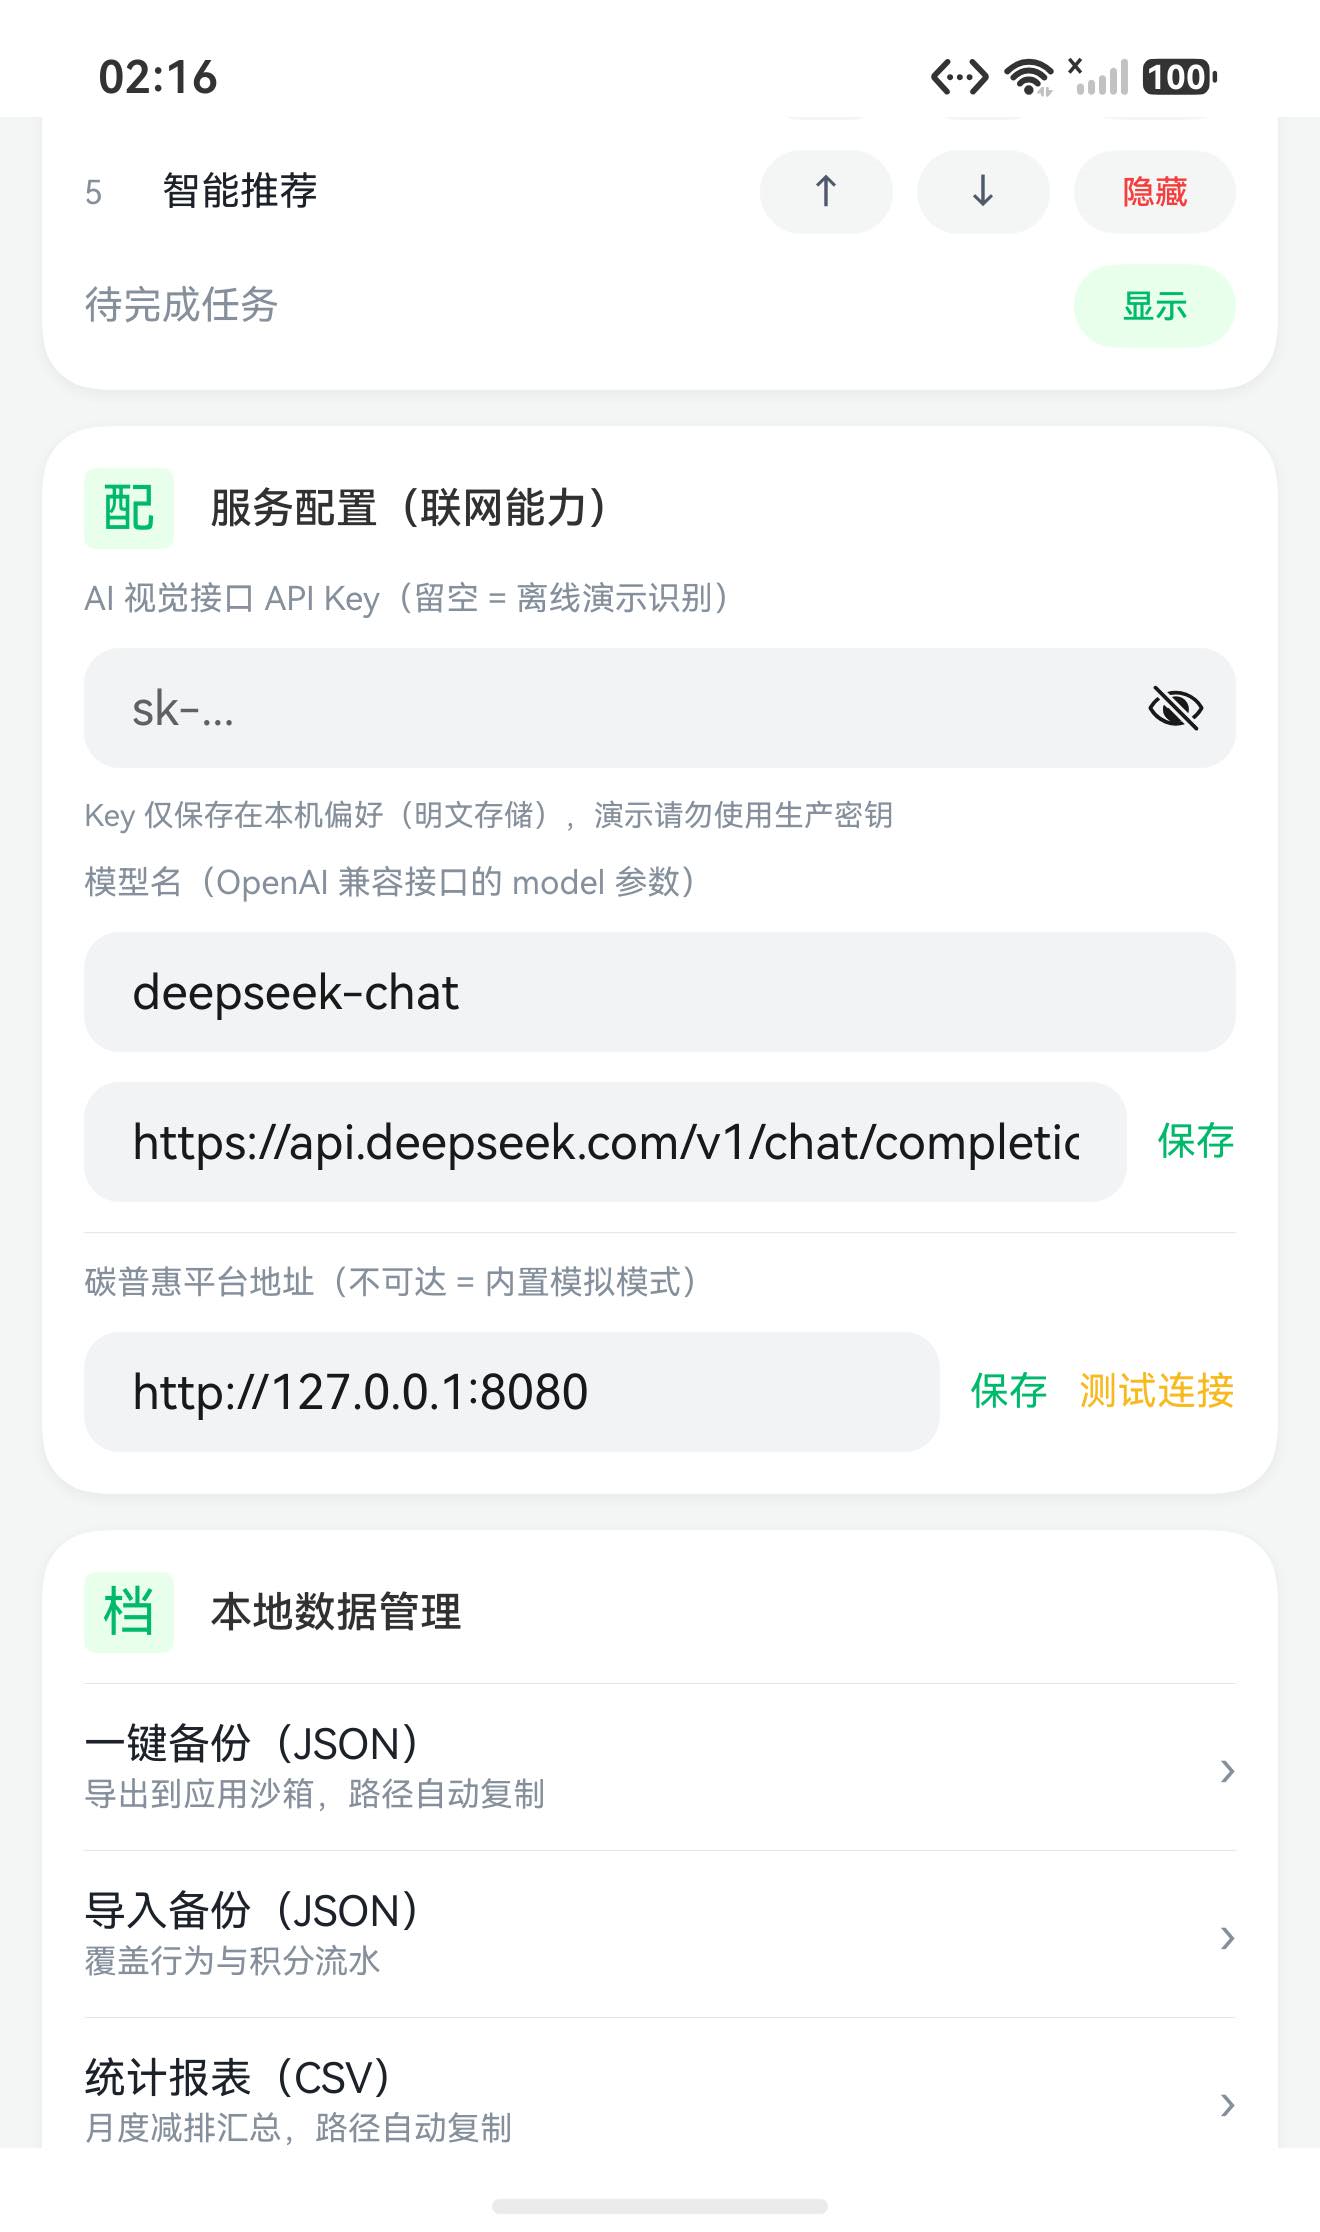 02:16
100
5 智能推荐 ↑ ↓ 隐藏
待完成任务 显示
配 服务配置（联网能力）
AI 视觉接口 API Key（留空 = 离线演示识别）
sk-...
Key 仅保存在本机偏好（明文存储），演示请勿使用生产密钥
模型名（OpenAI 兼容接口的 model 参数）
deepseek-chat
https://api.deepseek.com/v1/chat/completic 保存
碳普惠平台地址（不可达 = 内置模拟模式）
http://127.0.0.1:8080 保存 测试连接
档 本地数据管理
一键备份（JSON）
导出到应用沙箱，路径自动复制
导入备份（JSON）
覆盖行为与积分流水
统计报表（CSV）
月度减排汇总，路径自动复制